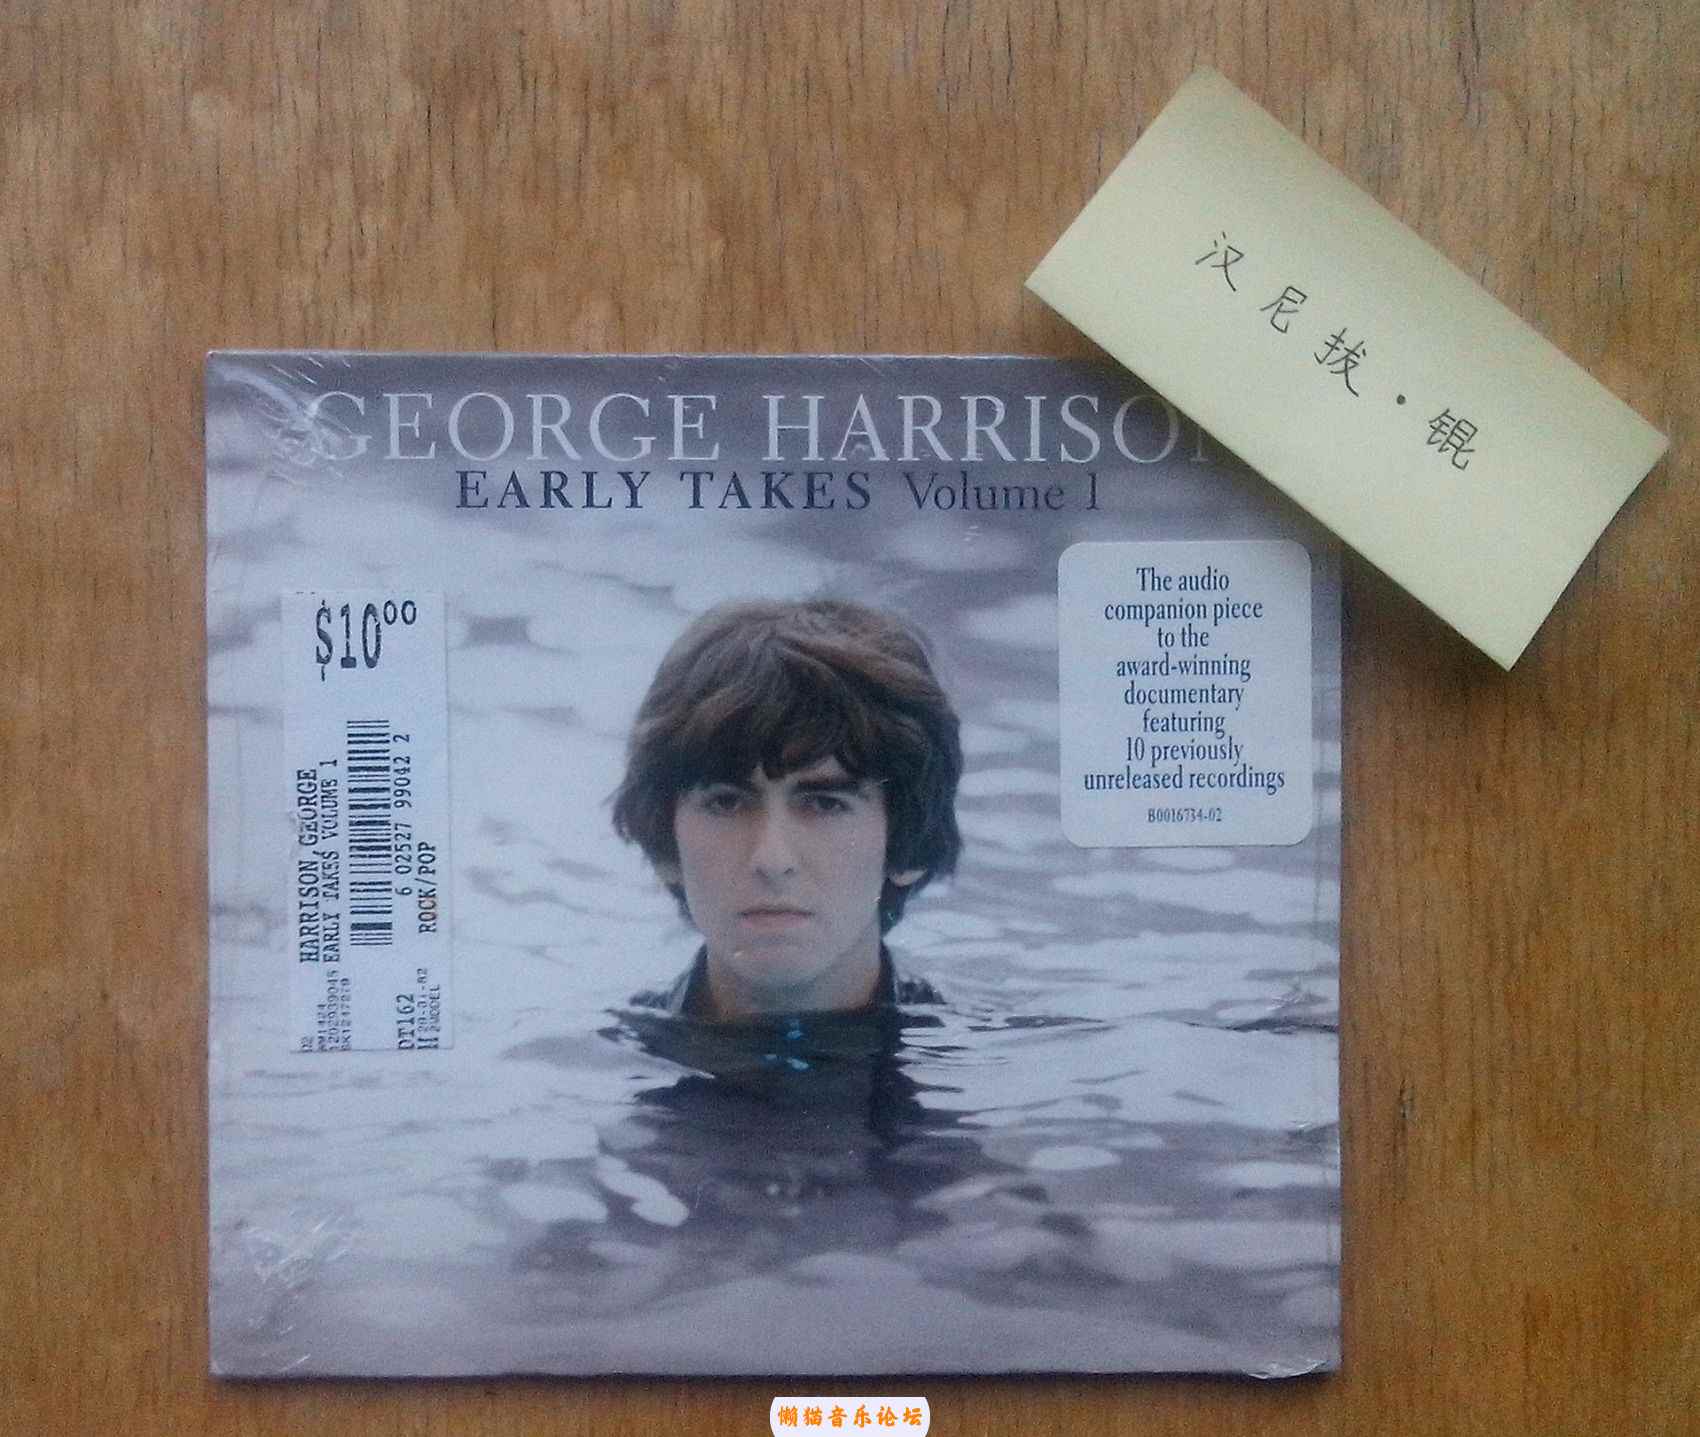 汉尼拔·锟
GEORGE HARRISON
EARLY TAKES Volume 1
The audio
companion piece
to the
award-winning
documentary
featuring
10 previously
unreleased recordings
B0016734-02
$10⁰⁰
HARRISON, GEORGE
EARLY TAKES VOLUME 1
6 02527 99042 2
ROCK/POP
DT162
懒猫音乐论坛